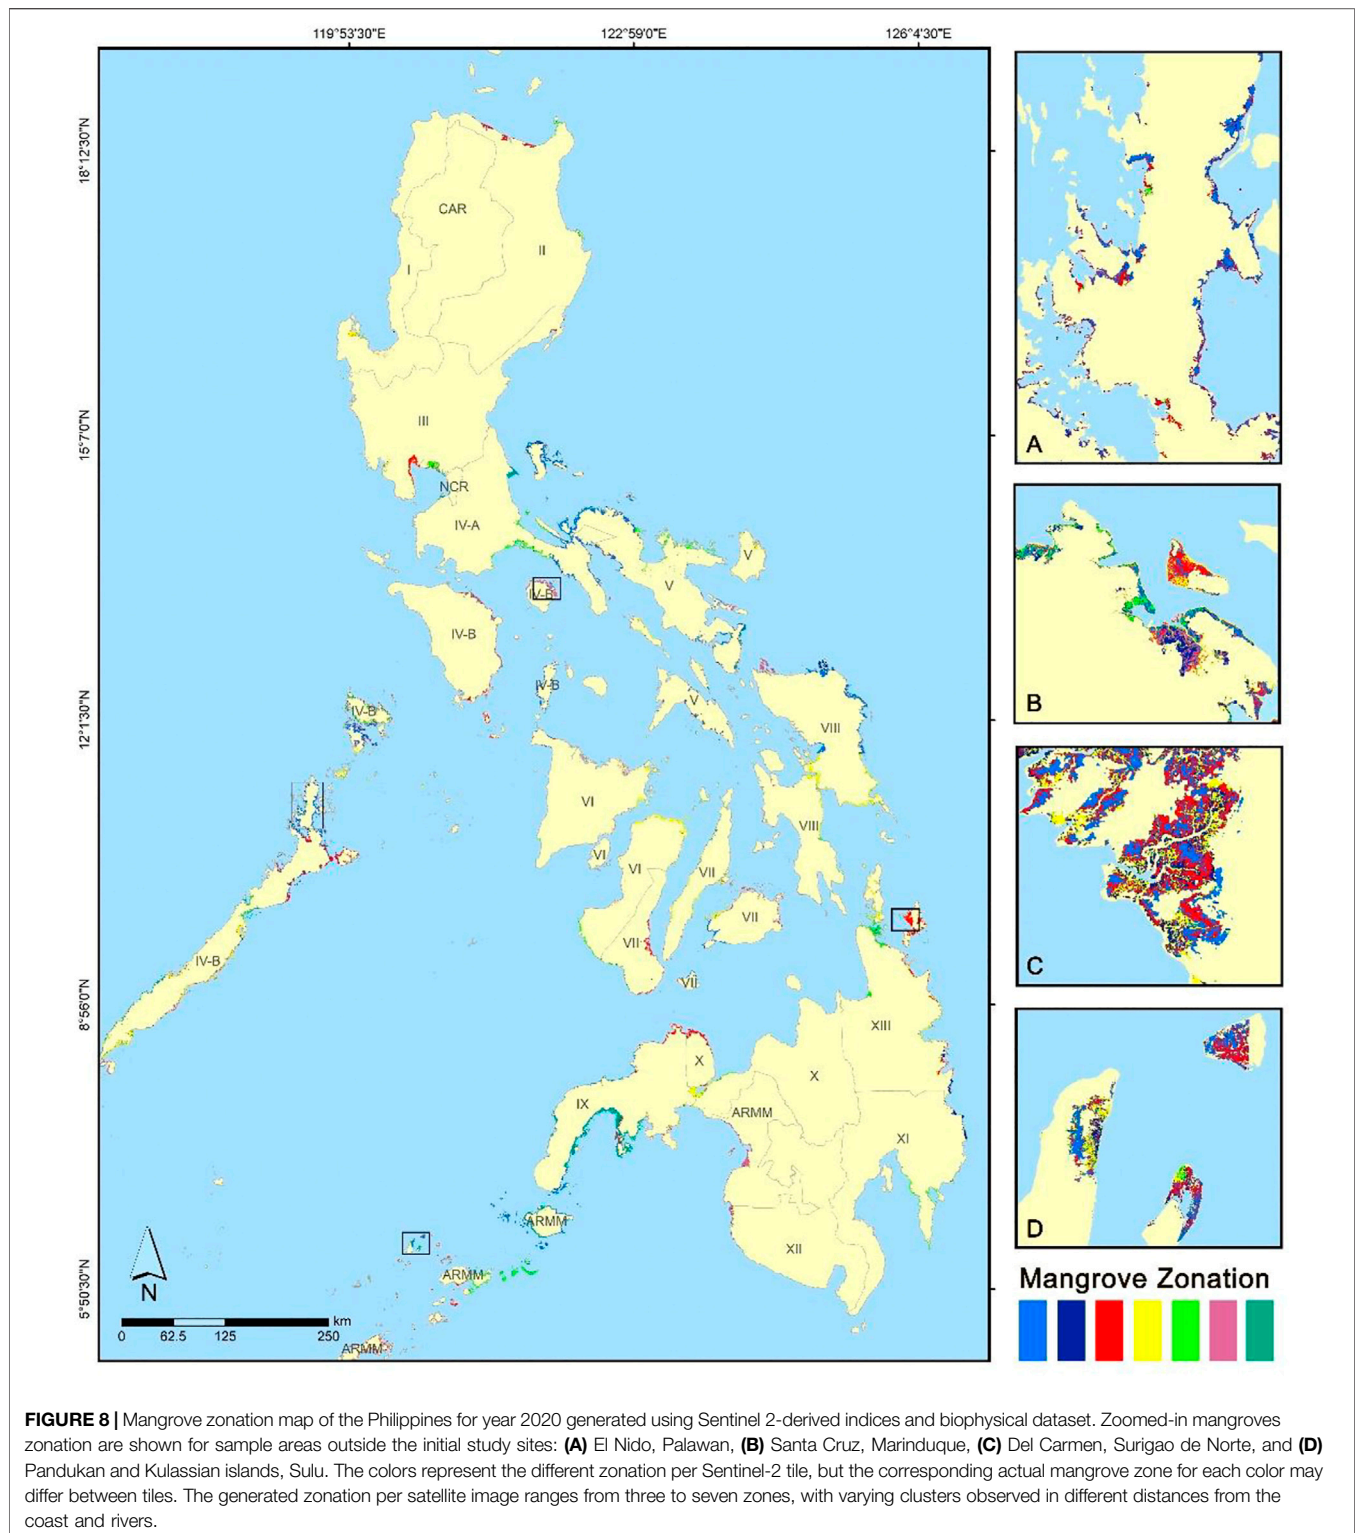 119°53'30"E 122°59'0"E 126°4'30"E
18°12'30"N
15°7'0"N
12°1'30"N
8°56'0"N
5°50'30"N
CAR
II
I
III
NCR
IV-A
V
V
IV-B
IV-B
IV-B
V
IV-B
VIII
VI
VIII
VI
VI
VII
VII
VII
IV-B
VII
XIII
X
X
IX
ARMM
XI
ARMM
XII
ARMM
ARMM
N
km
0 62.5 125 250
A
B
C
D
Mangrove Zonation
FIGURE 8 | Mangrove zonation map of the Philippines for year 2020 generated using Sentinel 2-derived indices and biophysical dataset. Zoomed-in mangroves
zonation are shown for sample areas outside the initial study sites: (A) El Nido, Palawan, (B) Santa Cruz, Marinduque, (C) Del Carmen, Surigao de Norte, and (D)
Pandukan and Kulassian islands, Sulu. The colors represent the different zonation per Sentinel-2 tile, but the corresponding actual mangrove zone for each color may
differ between tiles. The generated zonation per satellite image ranges from three to seven zones, with varying clusters observed in different distances from the
coast and rivers.